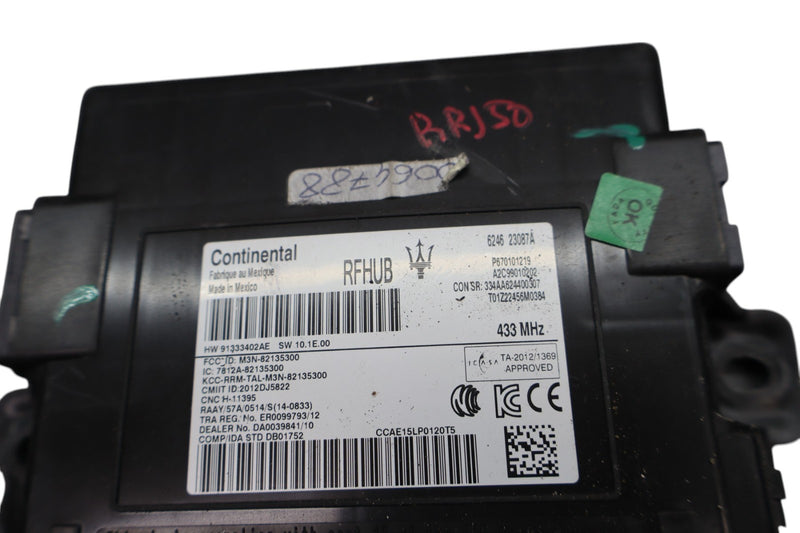 BRJ50
064788
OK
Continental
Fabrique au Mexique
Made in Mexico
RFHUB
6246 23087A
P670101219
A2C99010202
CON SR: 334AA624400307
T01Z22456M0384
433 MHz
HW 91333402AE SW 10.1E.00
FCC ID: M3N-82135300
IC: 7812A-82135300
KCC-RRM-TAL-M3N-82135300
CMIIT ID:2012DJ5822
CNC H-11395
RAAY/57A/0514/S(14-0833)
TRA REG. No. ER0099793/12
DEALER No. DA0039841/10
COMP/IDA STD DB01752
ICASA TA-2012/1369
APPROVED
CCAE15LP0120T5